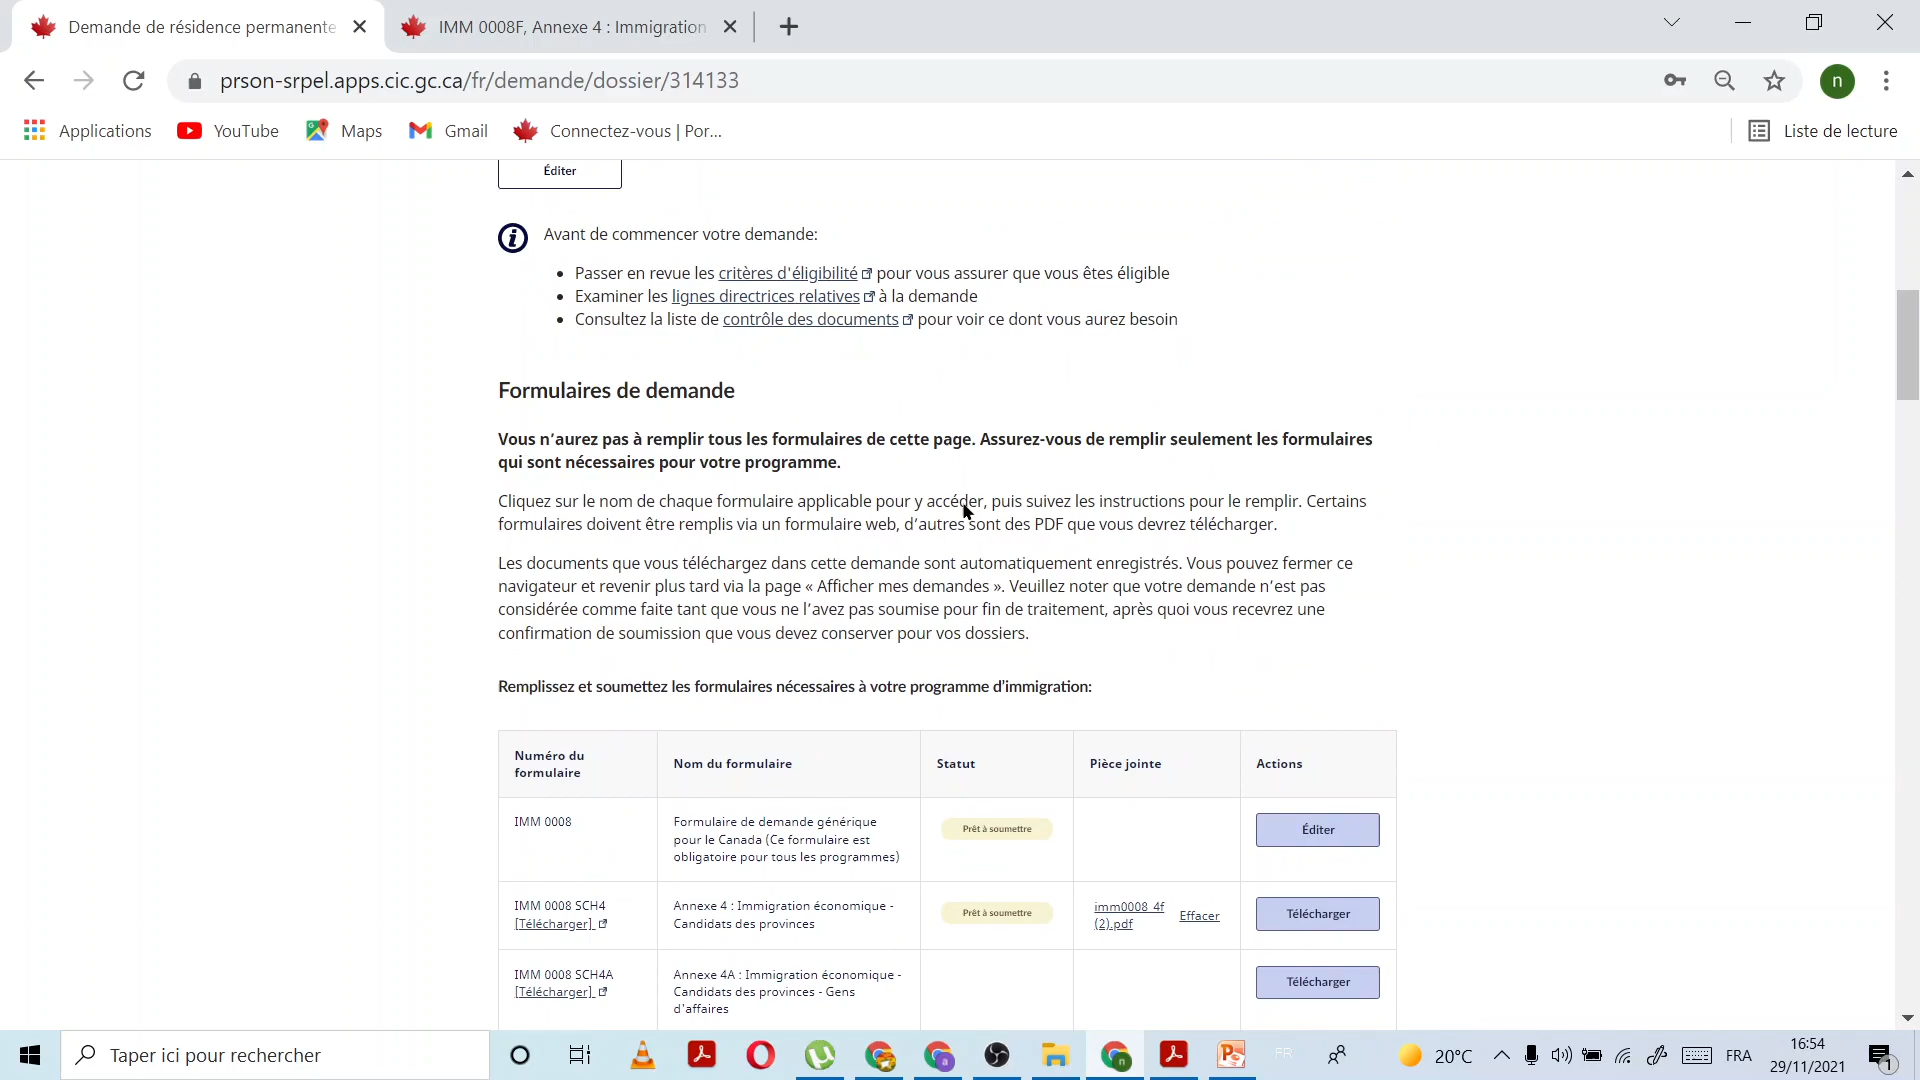 Demande de résidence permanente
IMM 0008F, Annexe 4 : Immigration
prson-srpel.apps.cic.gc.ca/fr/demande/dossier/314133
n
Applications
YouTube
Maps
Gmail
Connectez-vous | Por...
Liste de lecture
Éditer
Avant de commencer votre demande:
• Passer en revue les critères d'éligibilité pour vous assurer que vous êtes éligible
• Examiner les lignes directrices relatives à la demande
• Consultez la liste de contrôle des documents pour voir ce dont vous aurez besoin
Formulaires de demande
Vous n'aurez pas à remplir tous les formulaires de cette page. Assurez-vous de remplir seulement les formulaires
qui sont nécessaires pour votre programme.
Cliquez sur le nom de chaque formulaire applicable pour y accéder, puis suivez les instructions pour le remplir. Certains
formulaires doivent être remplis via un formulaire web, d'autres sont des PDF que vous devrez télécharger.
Les documents que vous téléchargez dans cette demande sont automatiquement enregistrés. Vous pouvez fermer ce
navigateur et revenir plus tard via la page « Afficher mes demandes ». Veuillez noter que votre demande n'est pas
considérée comme faite tant que vous ne l'avez pas soumise pour fin de traitement, après quoi vous recevrez une
confirmation de soumission que vous devez conserver pour vos dossiers.
Remplissez et soumettez les formulaires nécessaires à votre programme d'immigration:
Numéro du
formulaire
Nom du formulaire
Statut
Pièce jointe
Actions
IMM 0008
Formulaire de demande générique
pour le Canada (Ce formulaire est
obligatoire pour tous les programmes)
Prêt à soumettre
Éditer
IMM 0008 SCH4
[Télécharger]
Annexe 4 : Immigration économique -
Candidats des provinces
Prêt à soumettre
imm0008_4f
(2).pdf
Effacer
Télécharger
IMM 0008 SCH4A
[Télécharger]
Annexe 4A : Immigration économique -
Candidats des provinces - Gens
d'affaires
Télécharger
Taper ici pour rechercher
a
n
FR
20°C
FRA
16:54
29/11/2021
1